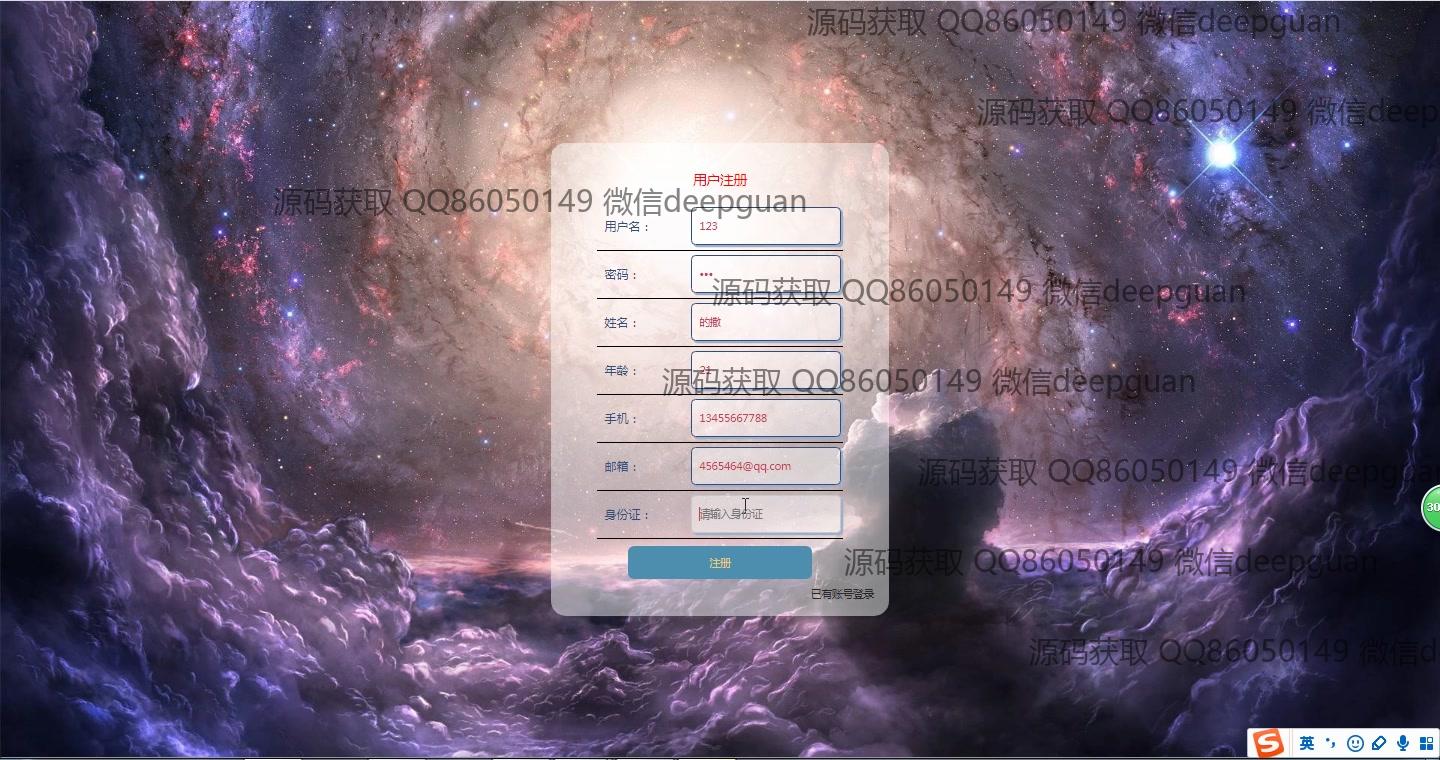 源码获取 QQ86050149 微信deepguan
源码获取 QQ86050149 微信deep
用户注册
源码获取 QQ86050149 微信deepguan
用户名： 123
密码： •••
源码获取 QQ86050149 微信deepguan
姓名： 的撒
年龄： 21
源码获取 QQ86050149 微信deepguan
手机： 13455667788
邮箱： 4565464@qq.com
源码获取 QQ86050149 微信deepgua
身份证： 请输入身份证
注册
源码获取 QQ86050149 微信deepguan
已有账号登录
源码获取 QQ86050149 微信d
30
英